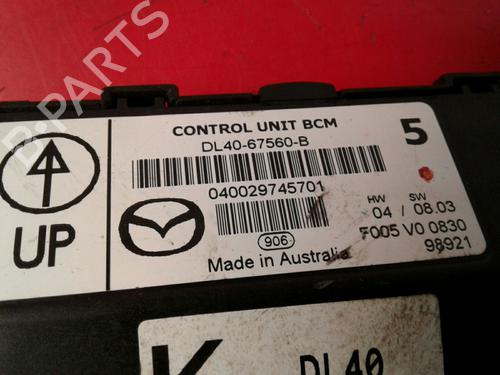 CONTROL UNIT BCM
5
DL40-67560-B
040029745701
HW SW
04 / 08.03
F005 V0 0830
98921
906
Made in Australia
UP
K DL40
B-PARTS